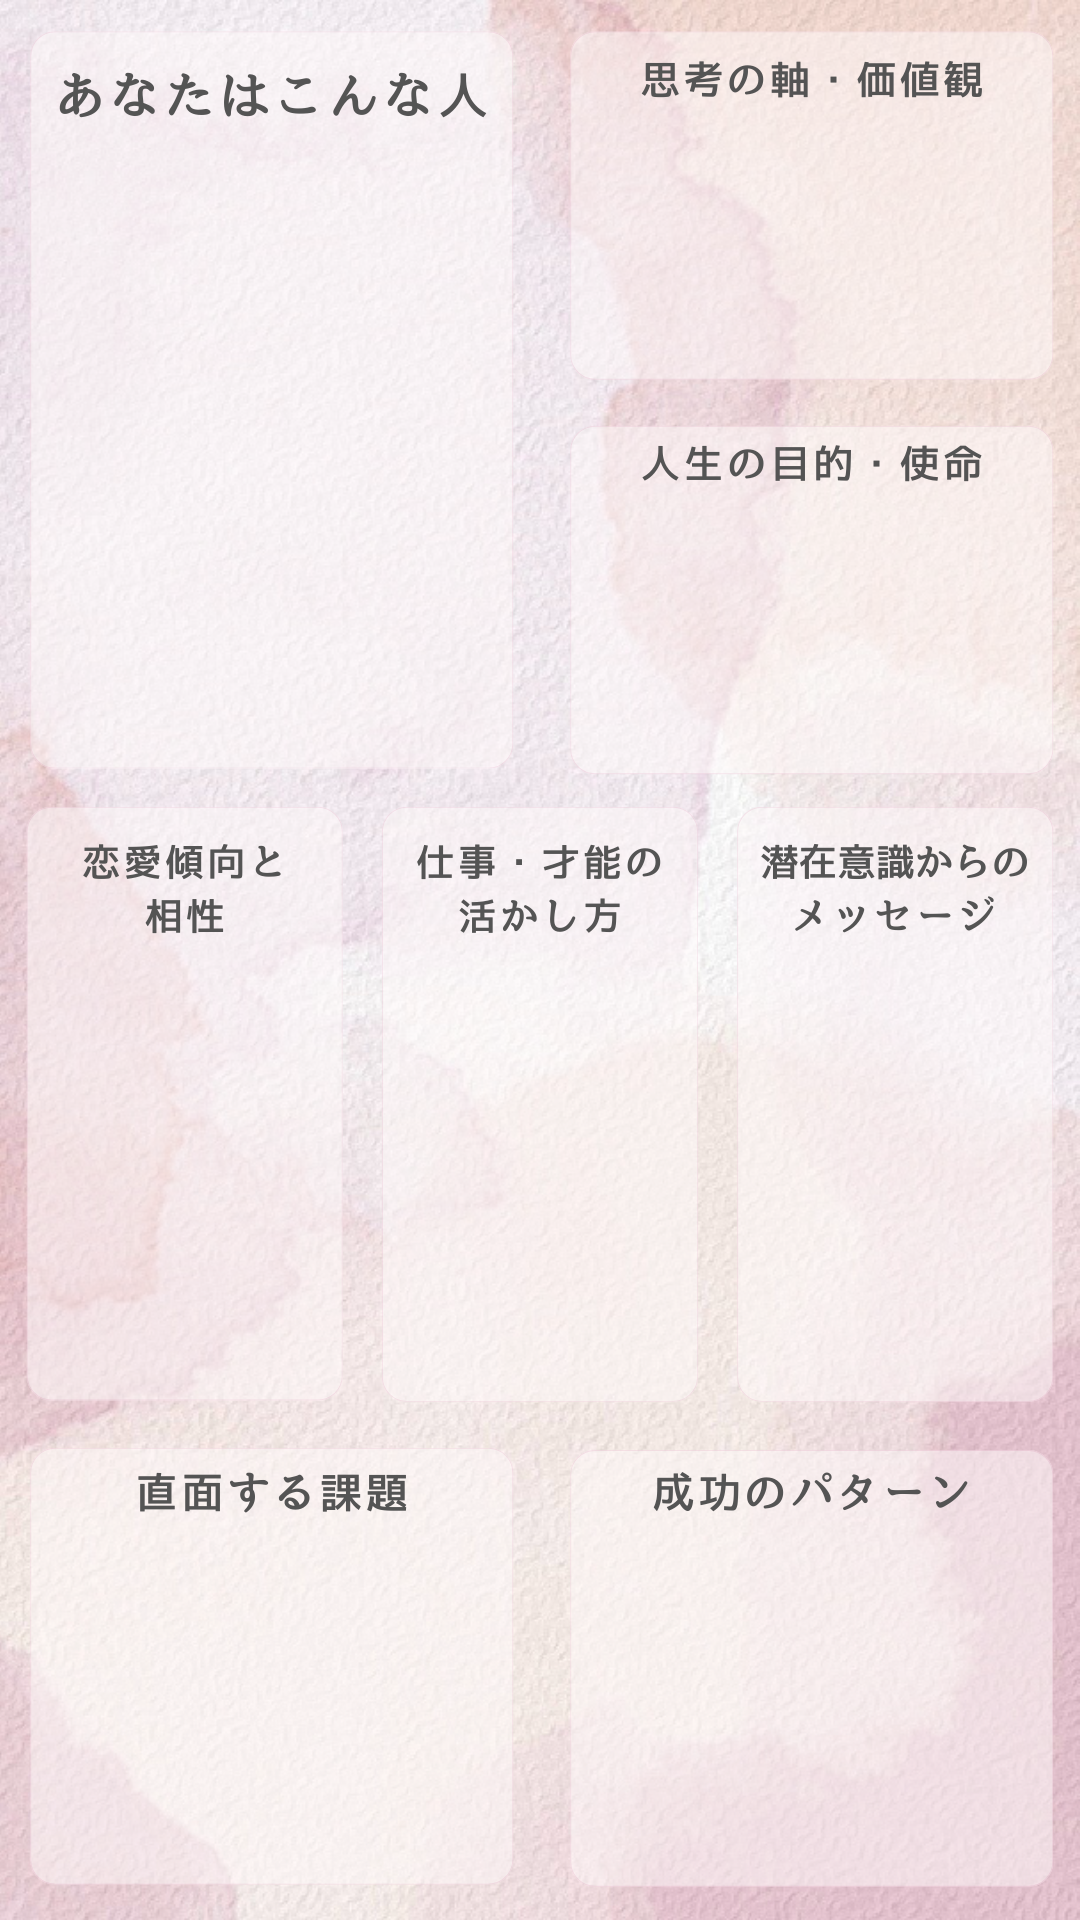 あなたはこんな人
思考の軸・価値観
人生の目的・使命
恋愛傾向と
相性
仕事・才能の
活かし方
潜在意識からの
メッセージ
直面する課題
成功のパターン